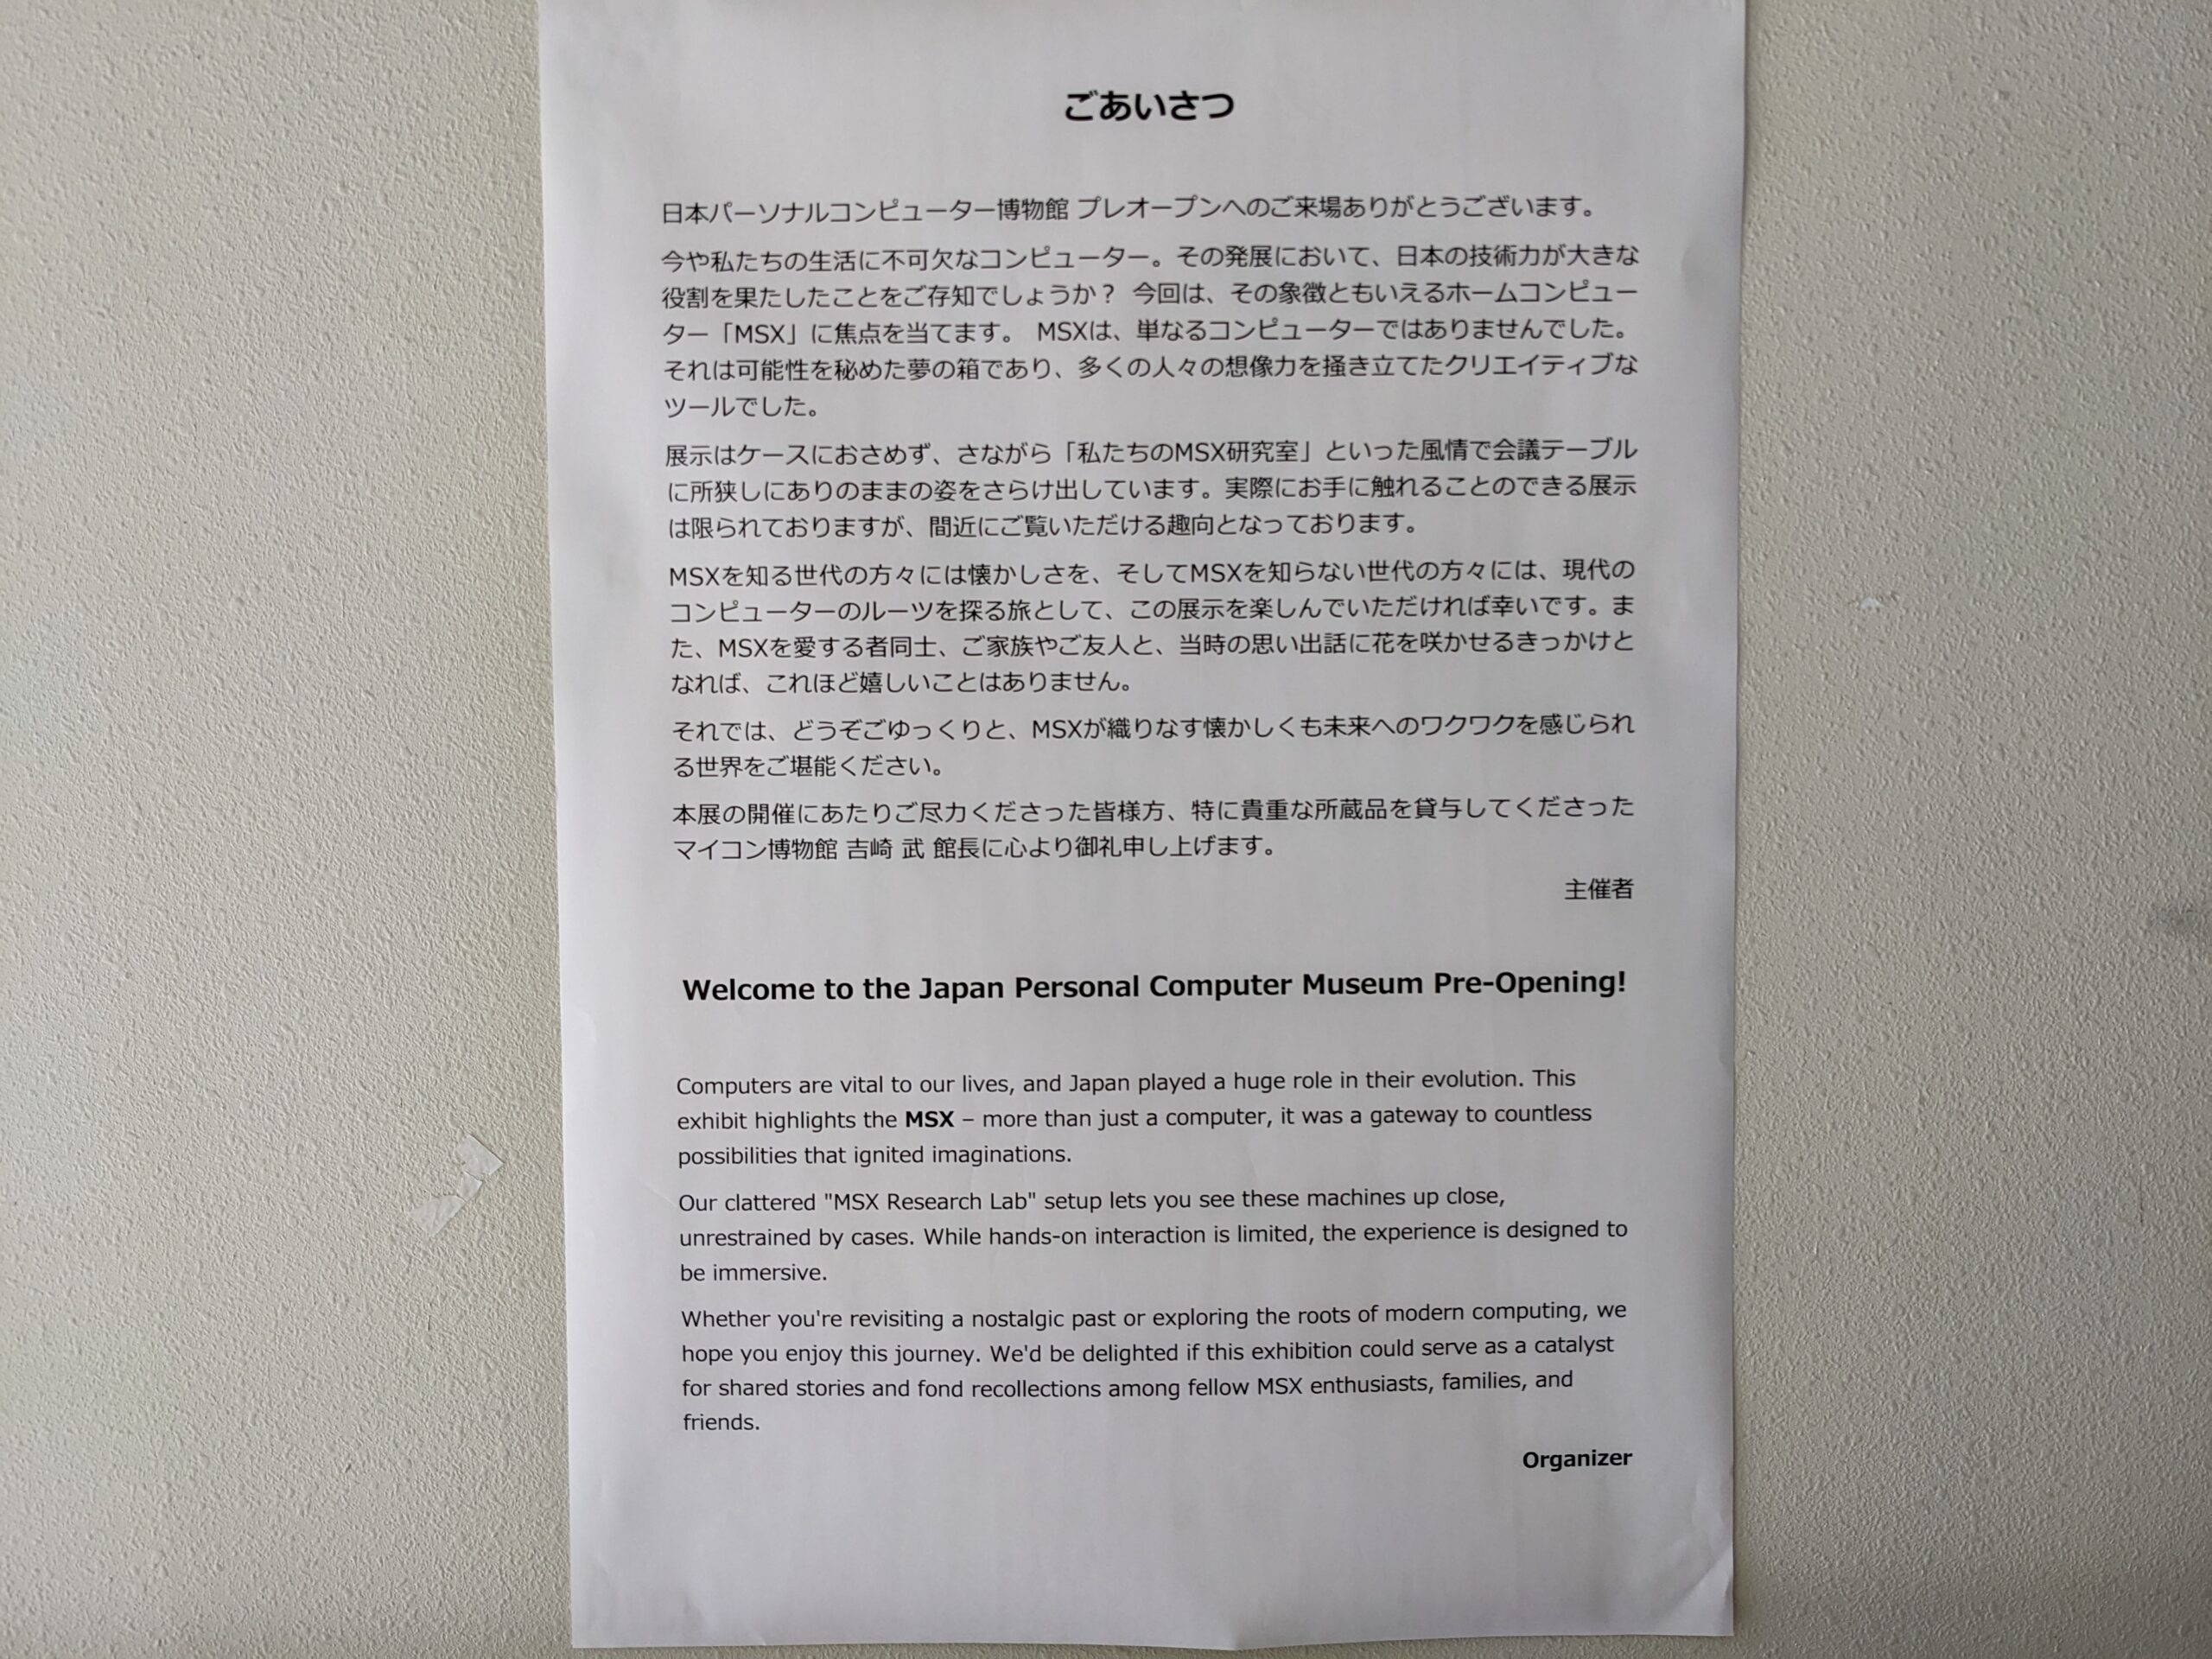 ごあいさつ
日本パーソナルコンピューター博物館 プレオープンへのご来場ありがとうございます。
今や私たちの生活に不可欠なコンピューター。その発展において、日本の技術力が大きな
役割を果たしたことをご存知でしょうか？ 今回は、その象徴ともいえるホームコンピュー
ター「MSX」に焦点を当てます。 MSXは、単なるコンピューターではありませんでした。
それは可能性を秘めた夢の箱であり、多くの人々の想像力を掻き立てたクリエイティブな
ツールでした。
展示はケースにおさめず、さながら「私たちのMSX研究室」といった風情で会議テーブル
に所狭しにありのままの姿をさらけ出しています。実際にお手に触れることのできる展示
は限られておりますが、間近にご覧いただける趣向となっております。
MSXを知る世代の方々には懐かしさを、そしてMSXを知らない世代の方々には、現代の
コンピューターのルーツを探る旅として、この展示を楽しんでいただければ幸いです。ま
た、MSXを愛する者同士、ご家族やご友人と、当時の思い出話に花を咲かせるきっかけと
なれば、これほど嬉しいことはありません。
それでは、どうぞごゆっくりと、MSXが織りなす懐かしくも未来へのワクワクを感じられ
る世界をご堪能ください。
本展の開催にあたりご尽力くださった皆様方、特に貴重な所蔵品を貸与してくださった
マイコン博物館 吉崎 武 館長に心より御礼申し上げます。
主催者
Welcome to the Japan Personal Computer Museum Pre-Opening!
Computers are vital to our lives, and Japan played a huge role in their evolution. This
exhibit highlights the MSX – more than just a computer, it was a gateway to countless
possibilities that ignited imaginations.
Our clattered "MSX Research Lab" setup lets you see these machines up close,
unrestrained by cases. While hands-on interaction is limited, the experience is designed to
be immersive.
Whether you're revisiting a nostalgic past or exploring the roots of modern computing, we
hope you enjoy this journey. We'd be delighted if this exhibition could serve as a catalyst
for shared stories and fond recollections among fellow MSX enthusiasts, families, and
friends.
Organizer